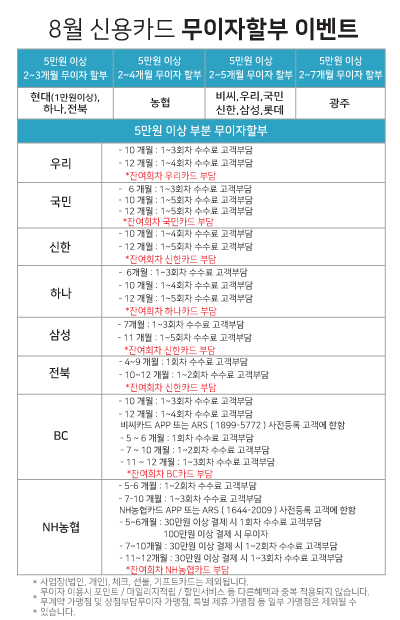 8월 신용카드 무이자할부 이벤트
5만원 이상 5만원 이상 5만원 이상 5만원 이상
2~3개월 무이자 할부 2~4개월 무이자 할부 2~5개월 무이자 할부 2~7개월 무이자 할부
현대(1만원이상), 농협 비씨,우리,국민 광주
하나,전북 신한,삼성,롯데
5만원 이상 부분 무이자할부
우리
- 10 개월 : 1~3회차 수수료 고객부담
- 12 개월 : 1~4회차 수수료 고객부담
*잔여회차 우리카드 부담
국민
- 6 개월 : 1~3회차 수수료 고객부담
- 10 개월 : 1~5회차 수수료 고객부담
- 12 개월 : 1~5회차 수수료 고객부담
*잔여회차 국민카드 부담
신한
- 10 개월 : 1~4회차 수수료 고객부담
- 12 개월 : 1~5회차 수수료 고객부담
*잔여회차 신한카드 부담
하나
- 6개월 : 1~3회차 수수료 고객부담
- 10 개월 : 1~4회차 수수료 고객부담
- 12 개월 : 1~5회차 수수료 고객부담
*잔여회차 하나카드 부담
삼성
- 7개월 : 1~3회차 수수료 고객부담
- 11 개월 : 1~5회차 수수료 고객부담
*잔여회차 신한카드 부담
전북
- 4~9 개월 : 1회차 수수료 고객부담
- 10~12 개월 : 1~2회차 수수료 고객부담
*잔여회차 신한카드 부담
BC
- 10 개월 : 1~3회차 수수료 고객부담
- 12 개월 : 1~4회차 수수료 고객부담
비씨카드 APP 또는 ARS ( 1899-5772 ) 사전등록 고객에 한함
- 5 ~ 6 개월 : 1회차 수수료 고객부담
- 7 ~ 10 개월 : 1~2회차 수수료 고객부담
- 11 ~ 12 개월 : 1~3회차 수수료 고객부담
*잔여회차 BC카드 부담
NH농협
- 5-6 개월 : 1~2회차 수수료 고객부담
- 7-10 개월 : 1~3회차 수수료 고객부담
NH농협카드 APP 또는 ARS ( 1644-2009 ) 사전등록 고객에 한함
- 5~6개월 : 30만원 이상 결제 시 1회차 수수료 고객부담
100만원 이상 결제 시 무이자
- 7~10개월 : 30만원 이상 결제 시 1~2회차 수수료 고객부담
- 11~12개월 : 30만원 이상 결제 시 1~3회차 수수료 고객부담
*잔여회차 NH농협카드 부담
* 사업장(법인, 개인), 체크, 선불, 기프트카드는 제외됩니다.
* 무이자 이용시 포인트 / 마일리지적립 / 할인서비스 등 다른혜택과 중복 적용되지 않습니다.
* 무계약 가맹점 및 상점부담무이자 가맹점, 특별 제휴 가맹점 등 일부 가맹점은 제외될 수
* 있습니다.